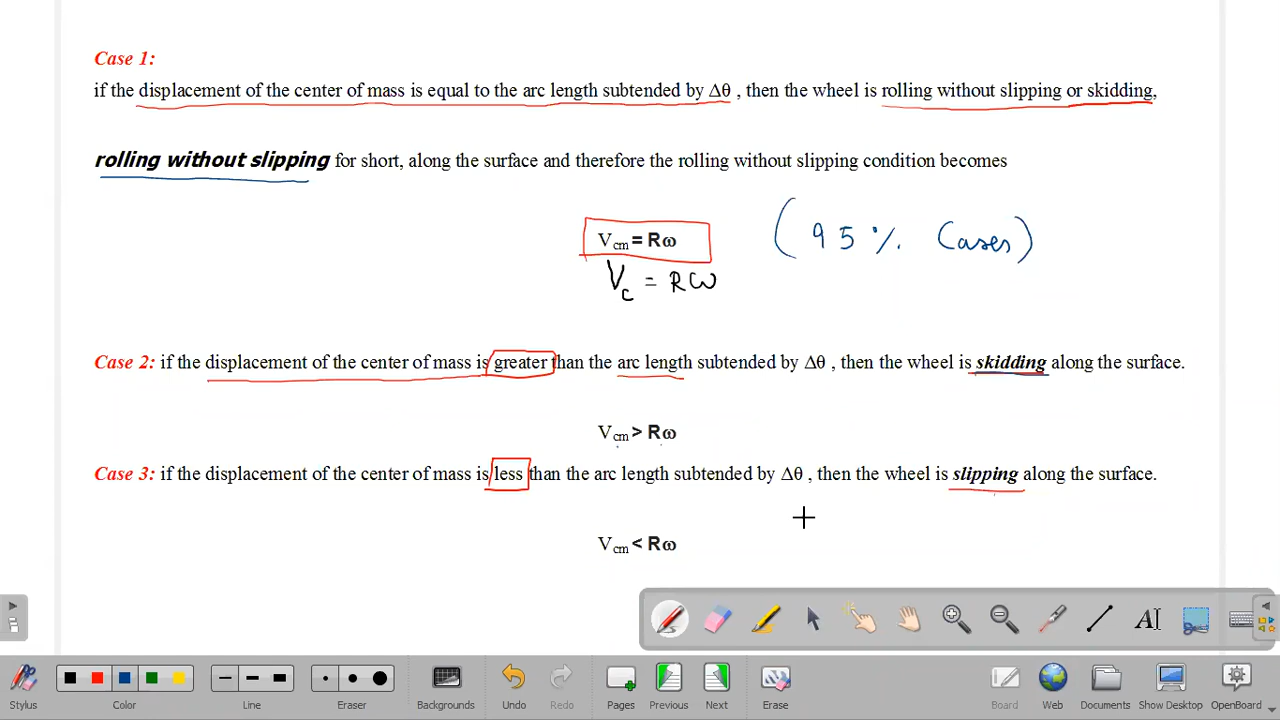 Case 1:
if the displacement of the center of mass is equal to the arc length subtended by Δθ , then the wheel is rolling without slipping or skidding,
rolling without slipping for short, along the surface and therefore the rolling without slipping condition becomes
Vcm = Rω
(95 % Cases)
Vc = Rω
Case 2: if the displacement of the center of mass is greater than the arc length subtended by Δθ , then the wheel is skidding along the surface.
Vcm > Rω
Case 3: if the displacement of the center of mass is less than the arc length subtended by Δθ , then the wheel is slipping along the surface.
Vcm < Rω
AI
Stylus Color Line Eraser Backgrounds Undo Redo Pages Previous Next Erase Board Web Documents Show Desktop OpenBoard